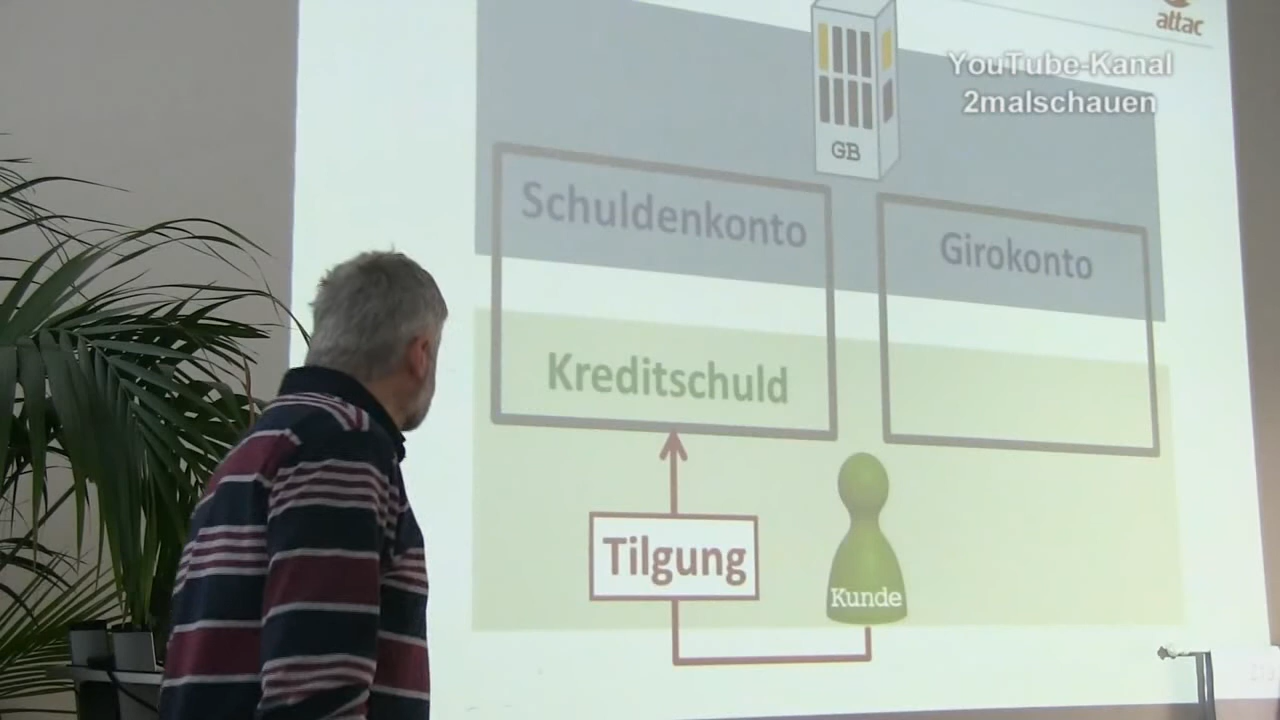 attac
YouTube-Kanal
2malschauen
GB
Schuldenkonto
Girokonto
Kreditschuld
Tilgung
Kunde